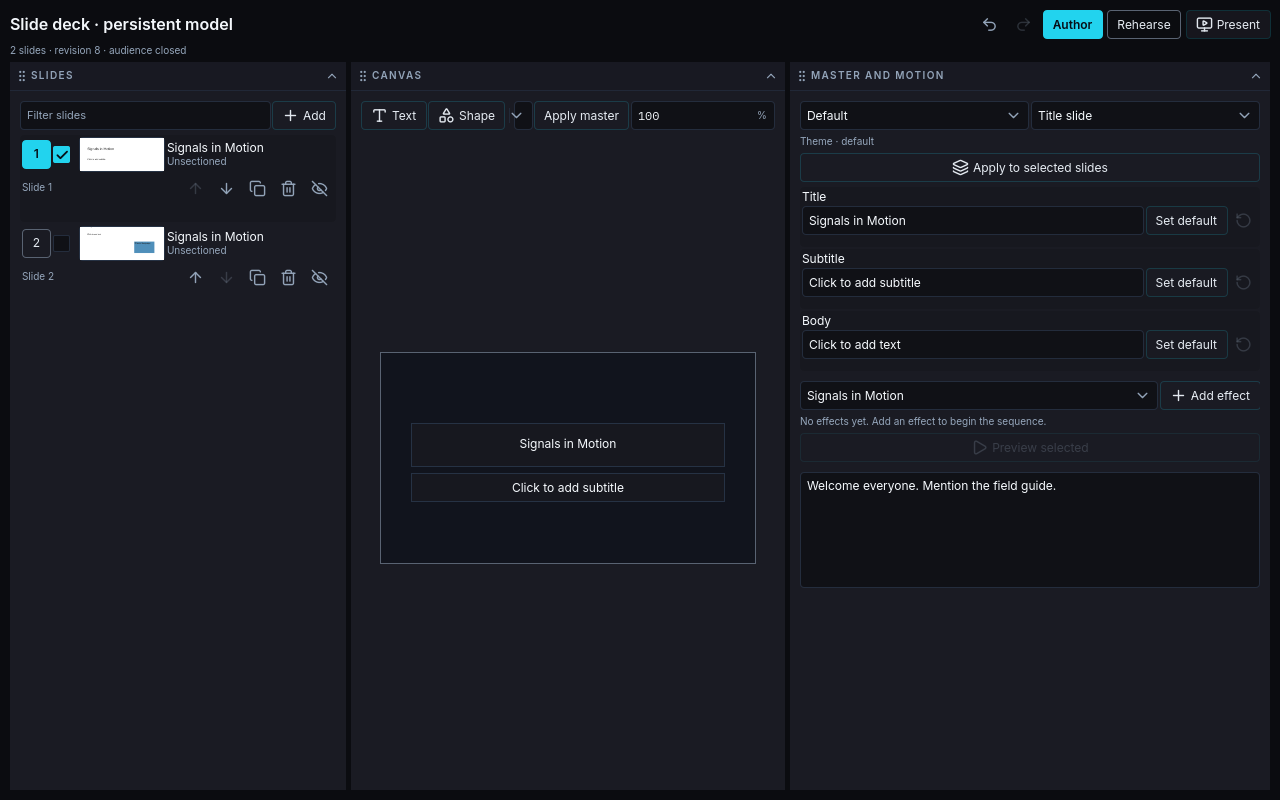 Slide deck · persistent model
Author
Rehearse
Present
2 slides · revision 8 · audience closed
SLIDES
Filter slides
Add
1
Signals in Motion
Unsectioned
Slide 1
2
Signals in Motion
Unsectioned
Slide 2
CANVAS
Text
Shape
Apply master
100 %
Signals in Motion
Click to add subtitle
MASTER AND MOTION
Default
Title slide
Theme · default
Apply to selected slides
Title
Signals in Motion
Set default
Subtitle
Click to add subtitle
Set default
Body
Click to add text
Set default
Signals in Motion
Add effect
No effects yet. Add an effect to begin the sequence.
Preview selected
Welcome everyone. Mention the field guide.